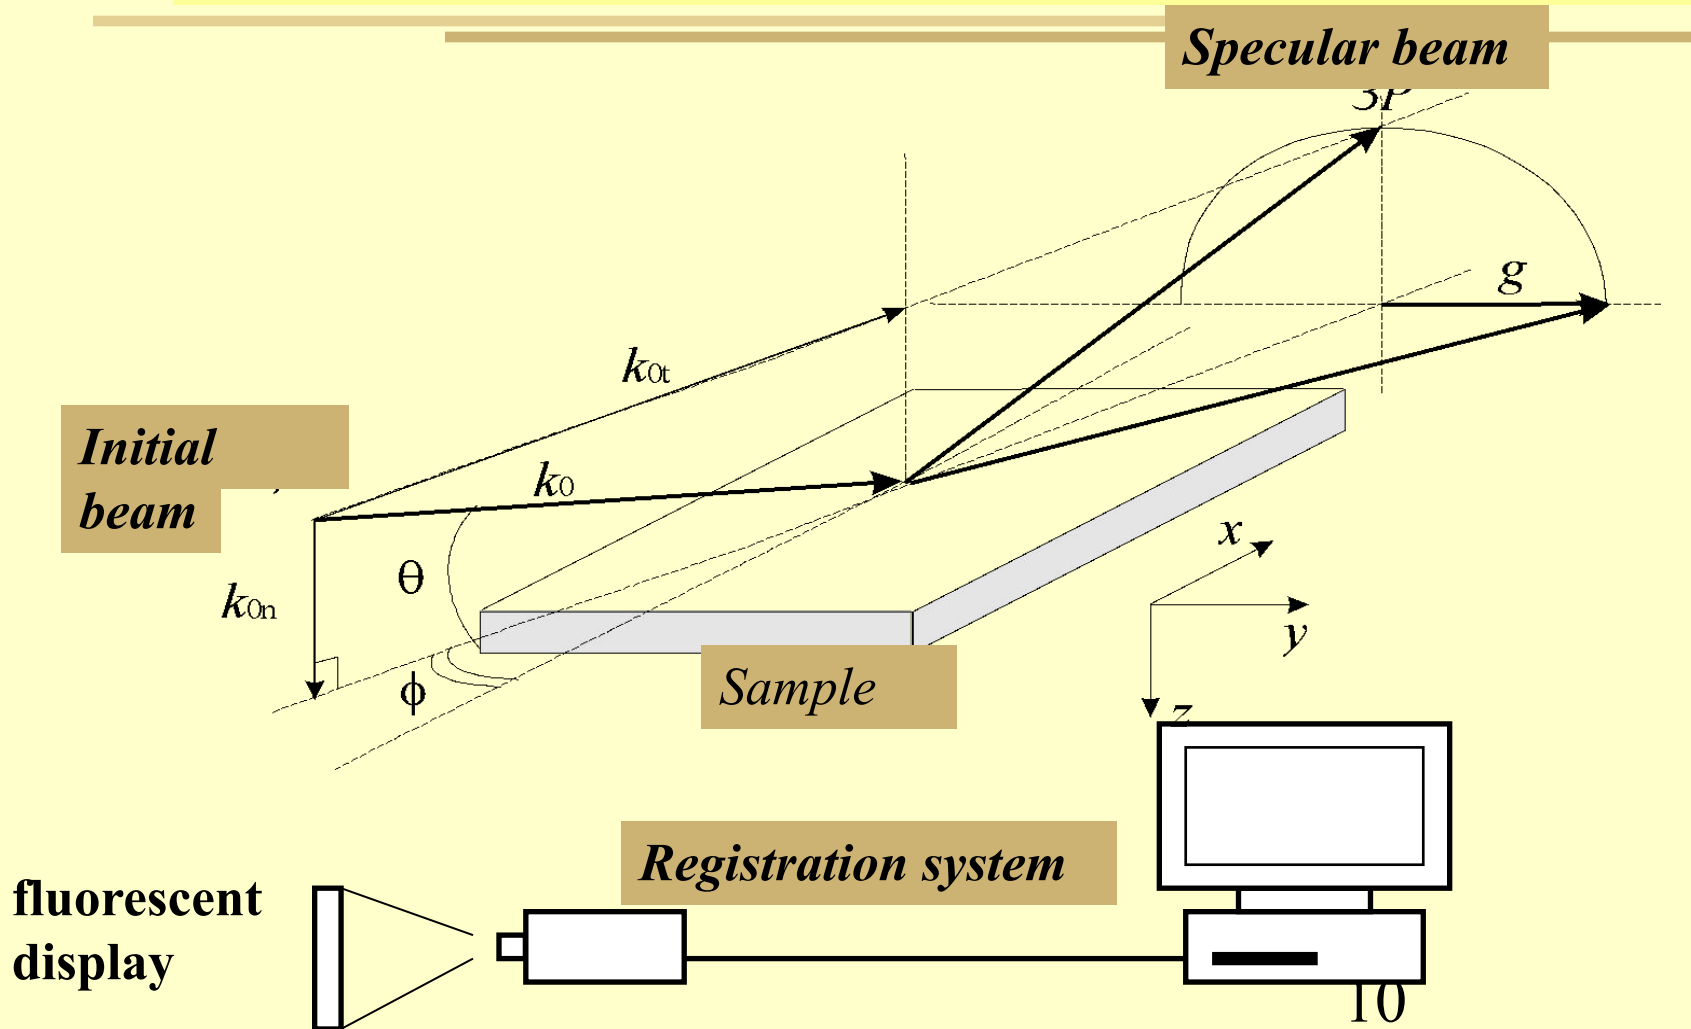 Specular beam
g
k0t
Initial
beam
k0
x
θ
k0n
y
ϕ
Sample
z
Registration system
fluorescent
display
10